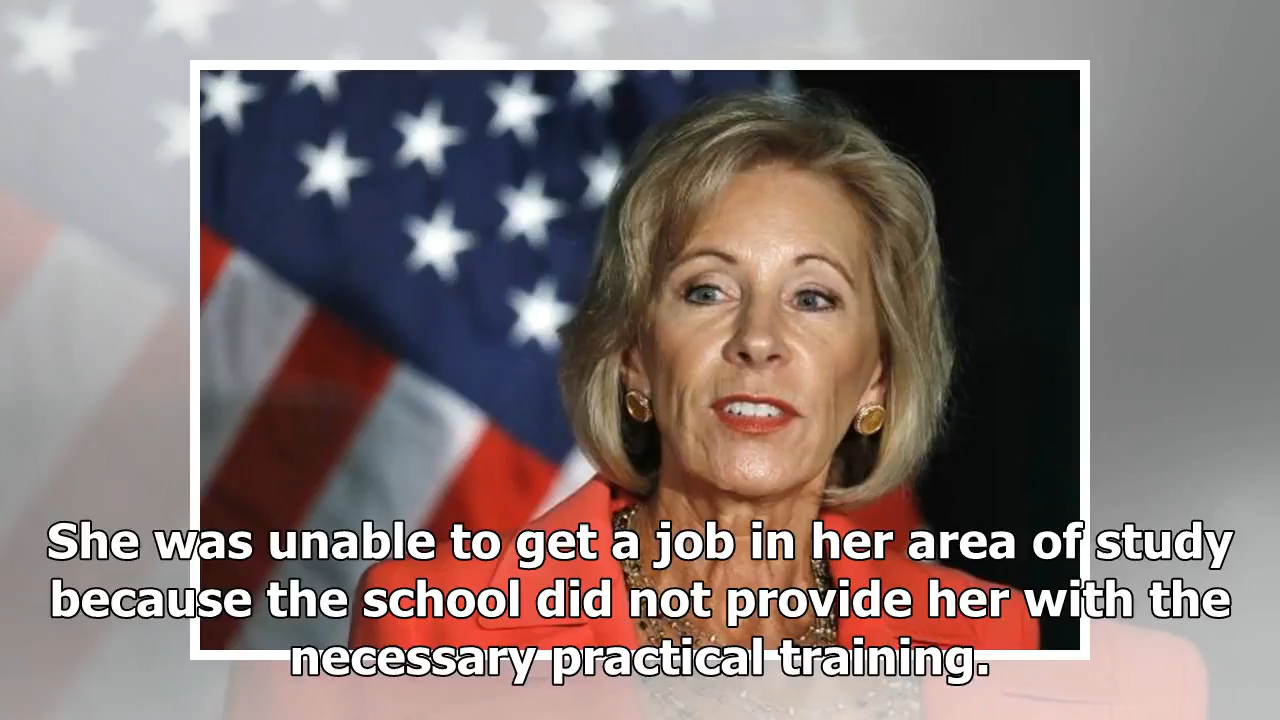 She was unable to get a job in her area of study
because the school did not provide her with the
necessary practical training.